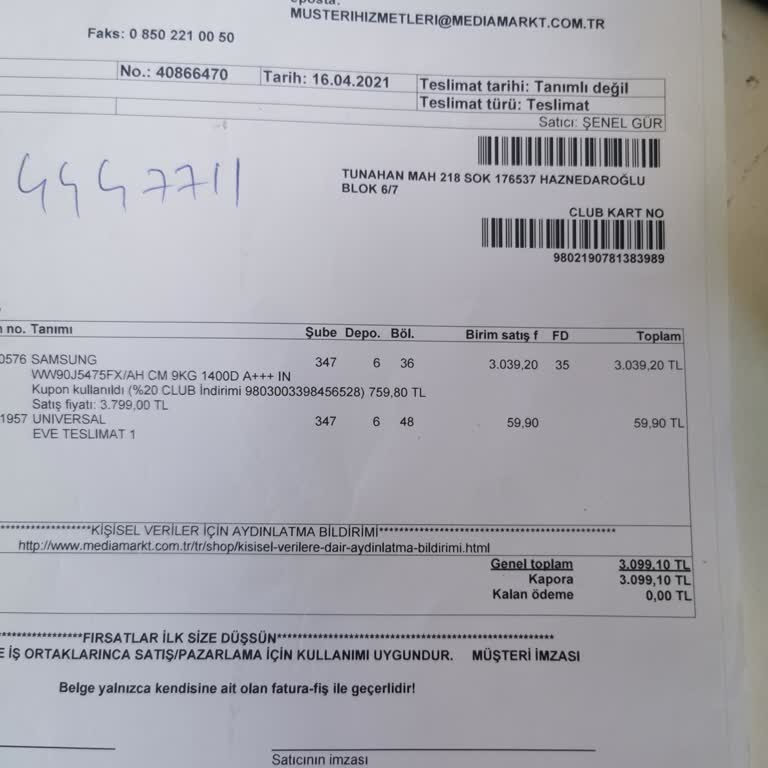 eposta:
MUSTERIHIZMETLERI@MEDIAMARKT.COM.TR
Faks: 0 850 221 00 50
No.: 40866470 Tarih: 16.04.2021 Teslimat tarihi: Tanımlı değil
Teslimat türü: Teslimat
Satıcı: ŞENEL GÜR
4447711
TUNAHAN MAH 218 SOK 176537 HAZNEDAROĞLU
BLOK 6/7
CLUB KART NO
9802190781383989
no. Tanımı Şube Depo. Böl. Birim satış f FD Toplam
0576 SAMSUNG 347 6 36 3.039,20 35 3.039,20 TL
WW90J5475FX/AH CM 9KG 1400D A+++ IN
Kupon kullanıldı (%20 CLUB İndirimi 9803003398456528) 759,80 TL
Satış fiyatı: 3.799,00 TL
1957 UNIVERSAL 347 6 48 59,90 59,90 TL
EVE TESLIMAT 1
******************KİŞİSEL VERİLER İÇİN AYDINLATMA BİLDİRİMİ***********************************************
http://www.mediamarkt.com.tr/tr/shop/kisisel-verilere-dair-aydinlatma-bildirimi.html
Genel toplam 3.099,10 TL
Kapora 3.099,10 TL
Kalan ödeme 0,00 TL
*****************FIRSATLAR İLK SİZE DÜŞSÜN*******************************************************
E İŞ ORTAKLARINCA SATIŞ/PAZARLAMA İÇİN KULLANIMI UYGUNDUR. MÜŞTERİ İMZASI
Belge yalnızca kendisine ait olan fatura-fiş ile geçerlidir!
Satıcının imzası